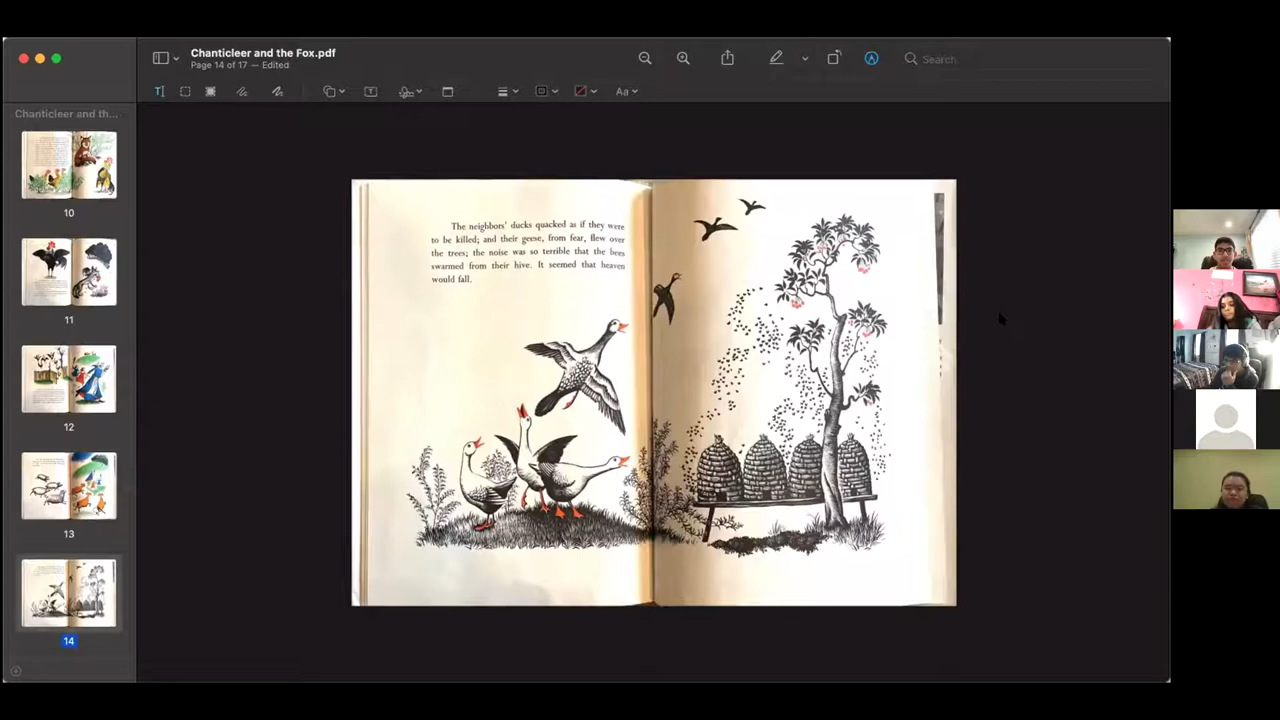 Chanticleer and the Fox.pdf
Page 14 of 17 — Edited
Search
Aa
Chanticleer and th...
10
11
12
13
14
The neighbors' ducks quacked as if they were
to be killed; and their geese, from fear, flew over
the trees; the noise was so terrible that the bees
swarmed from their hive. It seemed that heaven
would fall.